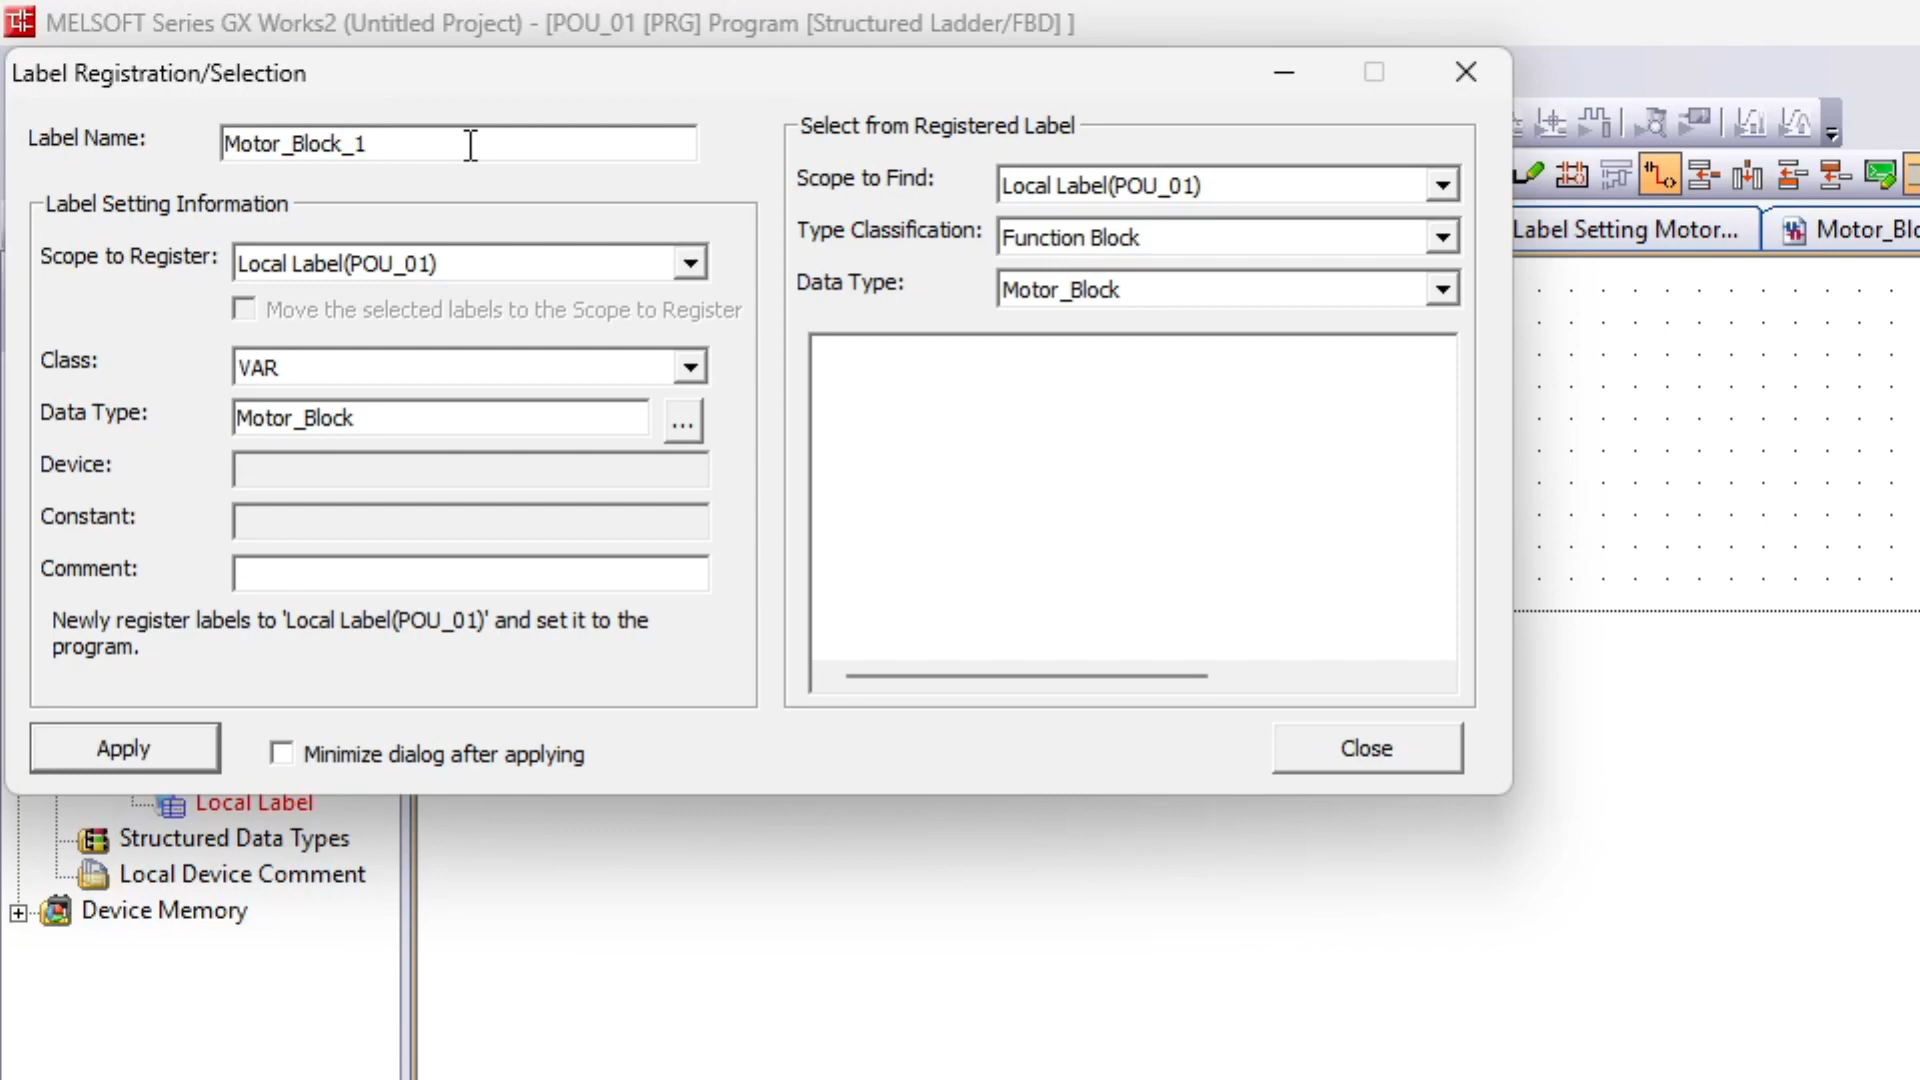 MELSOFT Series GX Works2 (Untitled Project) - [POU_01 [PRG] Program [Structured Ladder/FBD] ]
Label Registration/Selection
Label Name:
Motor_Block_1
Label Setting Information
Scope to Register:
Local Label(POU_01)
Move the selected labels to the Scope to Register
Class:
VAR
Data Type:
Motor_Block
...
Device:
Constant:
Comment:
Newly register labels to 'Local Label(POU_01)' and set it to the
program.
Apply
Minimize dialog after applying
Select from Registered Label
Scope to Find:
Local Label(POU_01)
Type Classification:
Function Block
Data Type:
Motor_Block
Close
Label Setting Motor...
Motor_Blo
Local Label
Structured Data Types
Local Device Comment
Device Memory